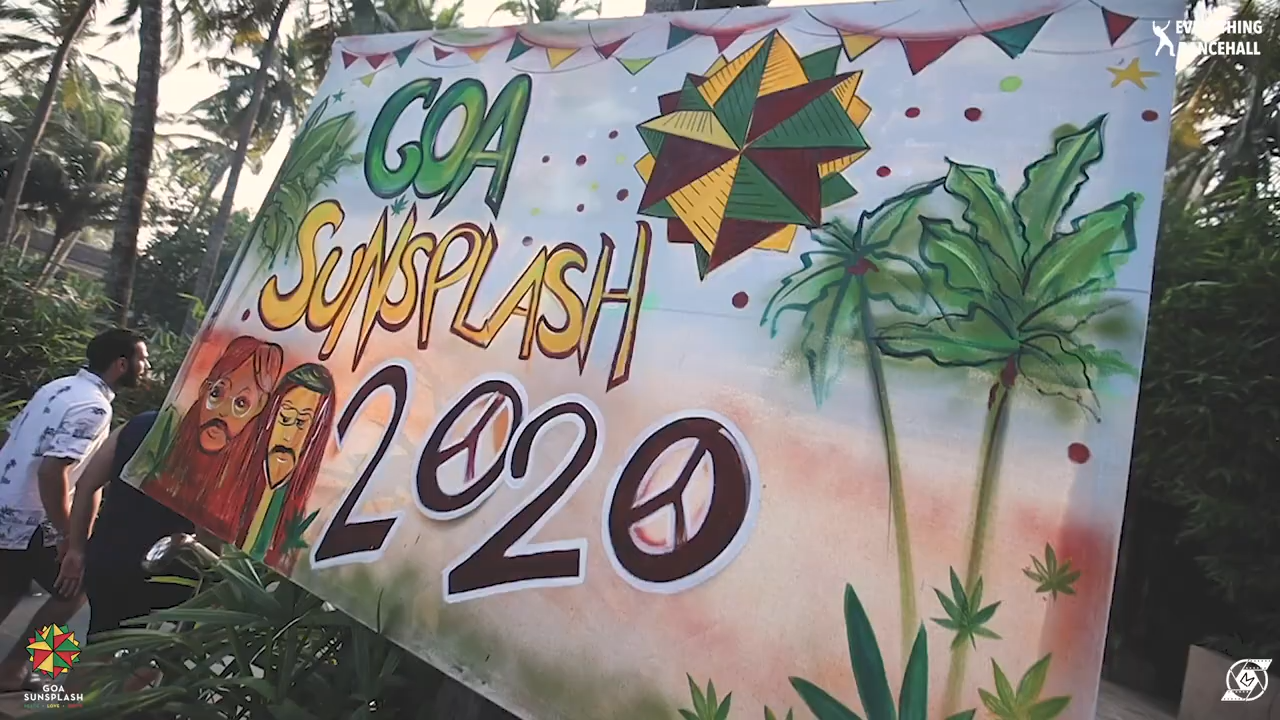 EVERYTHING
DANCEHALL
GOA
SUNSPLASH
2020
GOA
SUNSPLASH